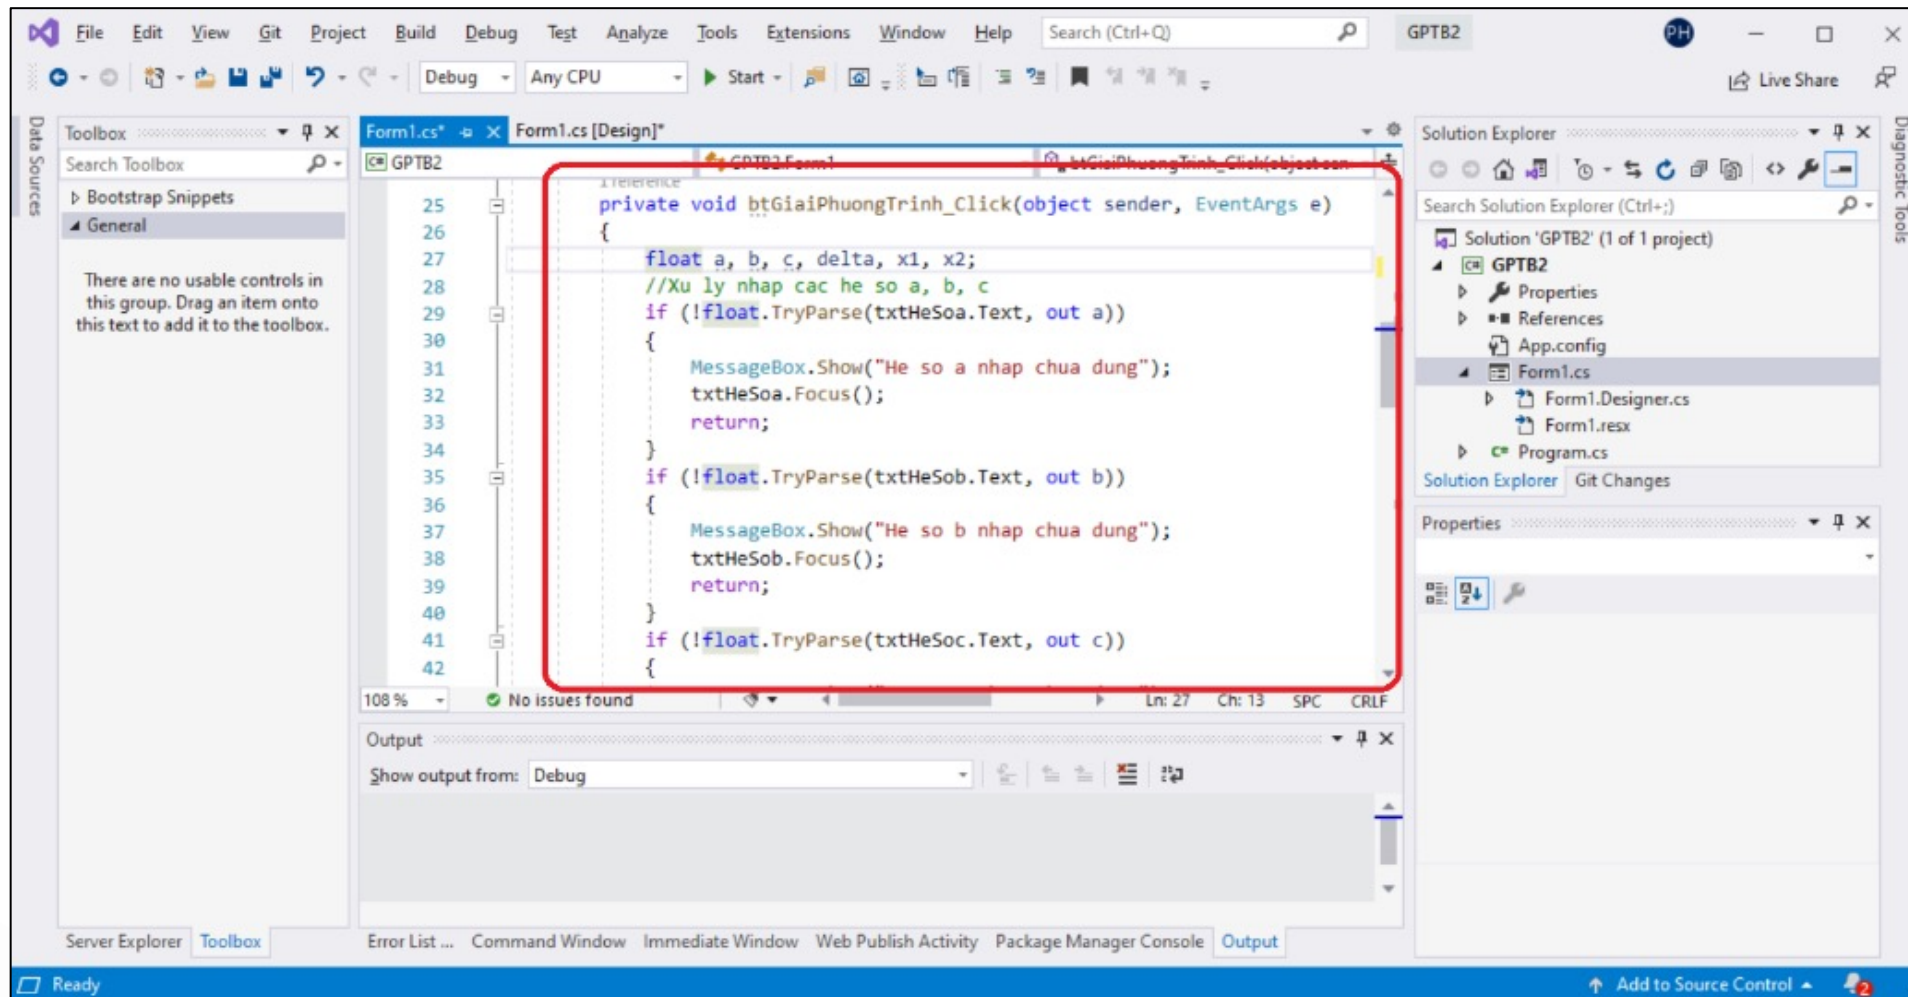 File Edit View Git Project Build Debug Test Analyze Tools Extensions Window Help Search (Ctrl+Q) GPTB2 PH
Debug Any CPU Start Live Share
Data Sources
Toolbox
Search Toolbox
Bootstrap Snippets
General
There are no usable controls in
this group. Drag an item onto
this text to add it to the toolbox.
Server Explorer Toolbox
Form1.cs* Form1.cs [Design]*
GPTB2 GPTB2.Form1 btGiaiPhuongTrinh_Click(object sen
1 reference
25 private void btGiaiPhuongTrinh_Click(object sender, EventArgs e)
26 {
27 float a, b, c, delta, x1, x2;
28 //Xu ly nhap cac he so a, b, c
29 if (!float.TryParse(txtHeSoa.Text, out a))
30 {
31 MessageBox.Show("He so a nhap chua dung");
32 txtHeSoa.Focus();
33 return;
34 }
35 if (!float.TryParse(txtHeSob.Text, out b))
36 {
37 MessageBox.Show("He so b nhap chua dung");
38 txtHeSob.Focus();
39 return;
40 }
41 if (!float.TryParse(txtHeSoc.Text, out c))
42 {
108 % No issues found Ln: 27 Ch: 13 SPC CRLF
Output
Show output from: Debug
Error List ... Command Window Immediate Window Web Publish Activity Package Manager Console Output
Solution Explorer
Search Solution Explorer (Ctrl+;)
Solution 'GPTB2' (1 of 1 project)
C# GPTB2
Properties
References
App.config
Form1.cs
Form1.Designer.cs
Form1.resx
C# Program.cs
Solution Explorer Git Changes
Properties
Diagnostic Tools
Ready Add to Source Control 2